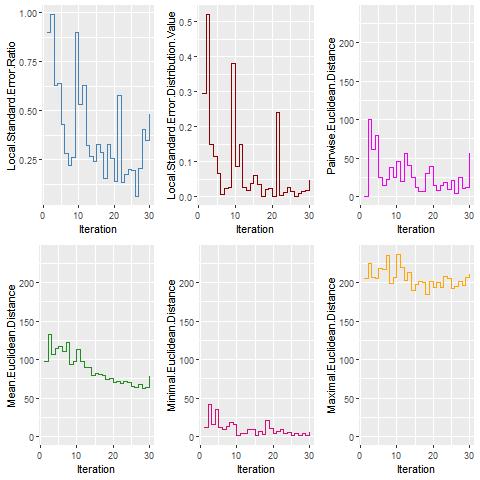 Local.Standard.Error.Ratio
1.00
0.75
0.50
0.25
0 10 20 30
Iteration
Local.Standard.Error.Distribution.Value
0.5
0.4
0.3
0.2
0.1
0.0
0 10 20 30
Iteration
Pairwise.Euclidean.Distance
200
150
100
50
0
0 10 20 30
Iteration
Mean.Euclidean.Distance
200
150
100
50
0
0 10 20 30
Iteration
Minimal.Euclidean.Distance
200
150
100
50
0
0 10 20 30
Iteration
Maximal.Euclidean.Distance
200
150
100
50
0
0 10 20 30
Iteration